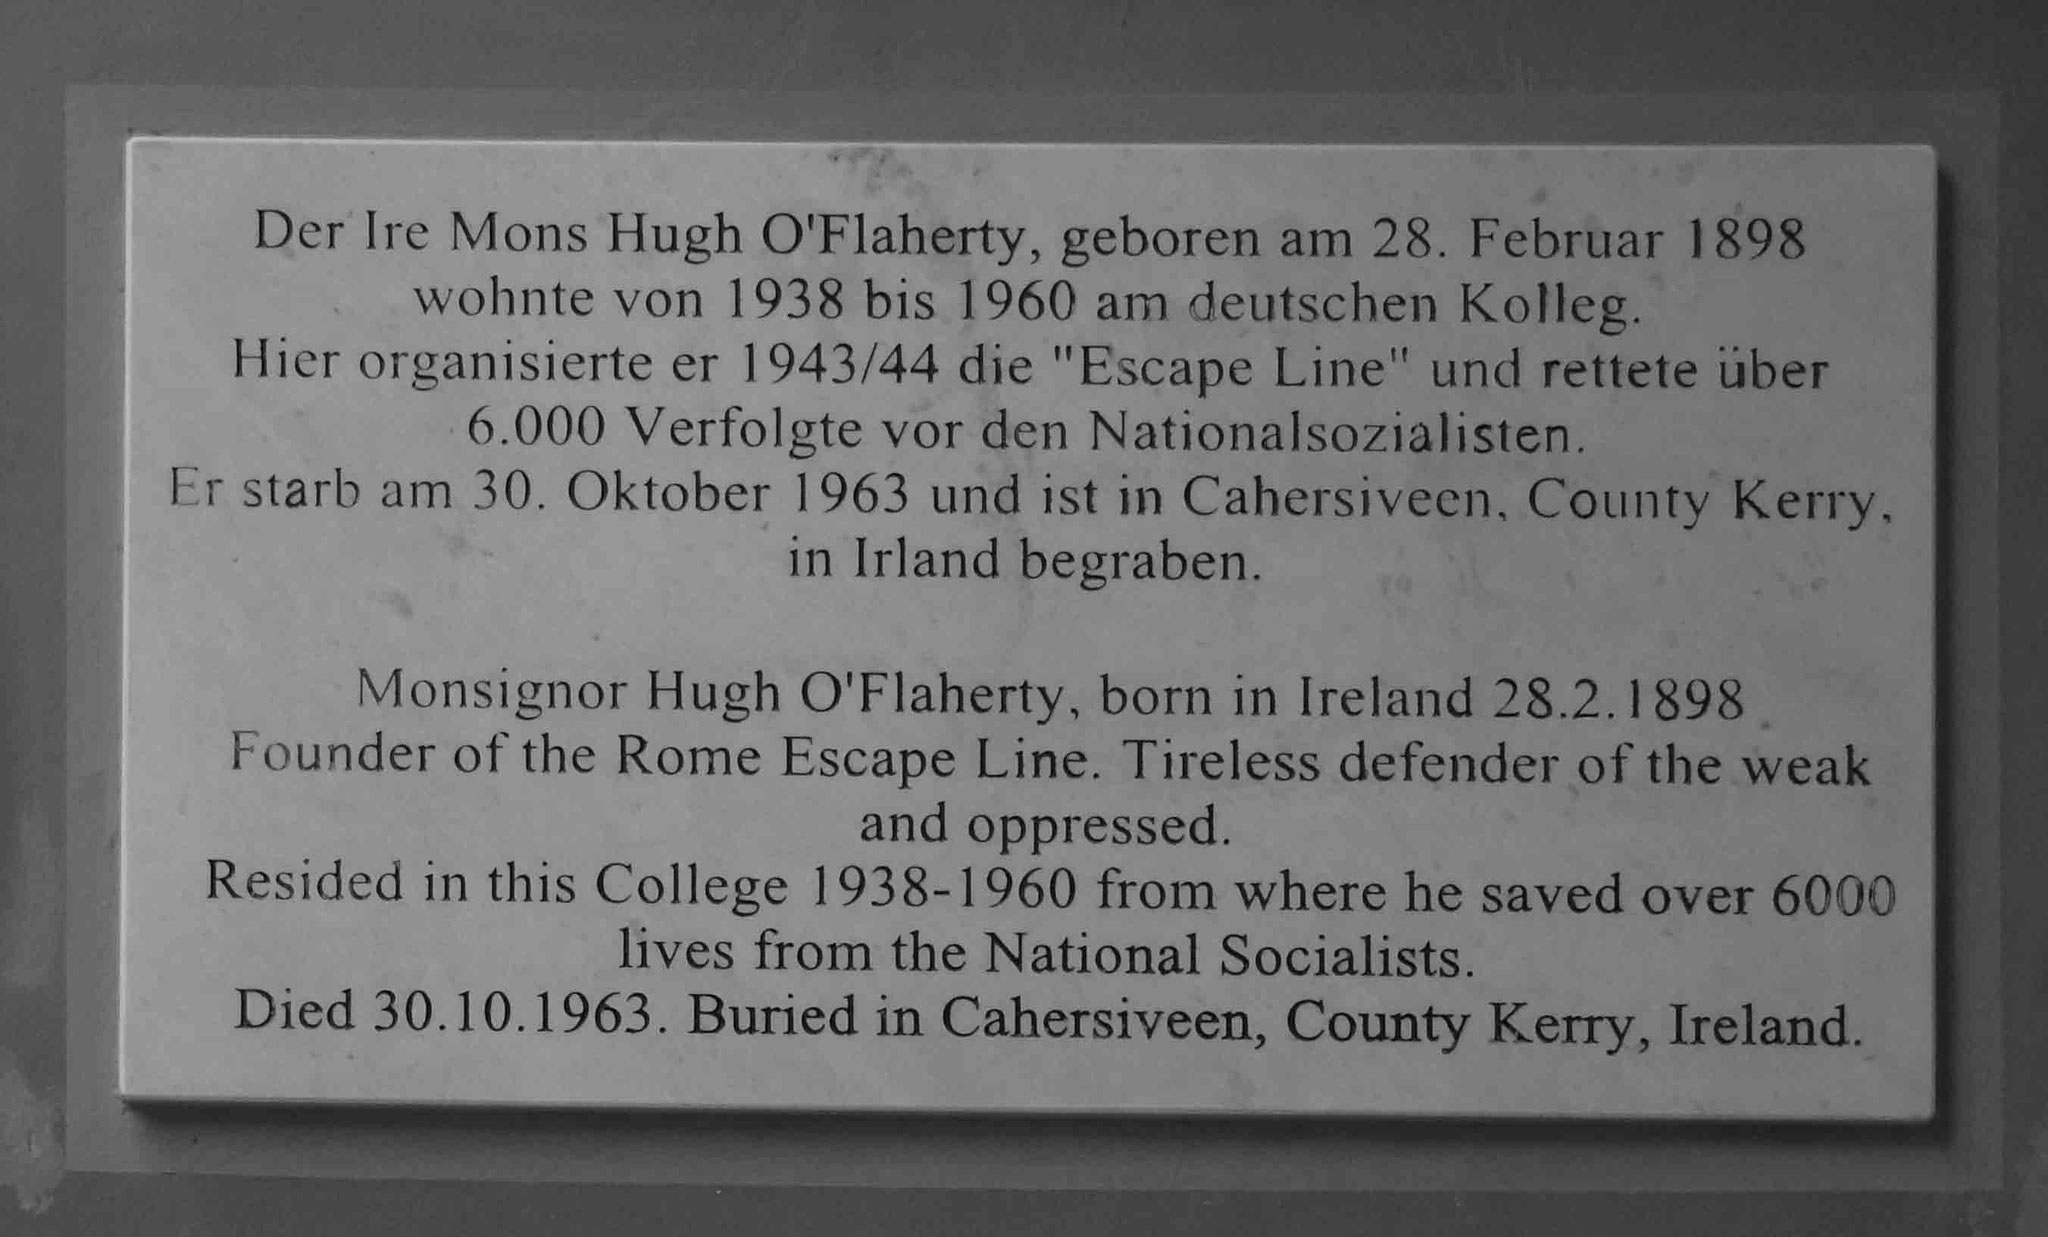 Der Ire Mons Hugh O'Flaherty, geboren am 28. Februar 1898
wohnte von 1938 bis 1960 am deutschen Kolleg.
Hier organisierte er 1943/44 die "Escape Line" und rettete über
6.000 Verfolgte vor den Nationalsozialisten.
Er starb am 30. Oktober 1963 und ist in Cahersiveen, County Kerry,
in Irland begraben.
Monsignor Hugh O'Flaherty, born in Ireland 28.2.1898
Founder of the Rome Escape Line. Tireless defender of the weak
and oppressed.
Resided in this College 1938-1960 from where he saved over 6000
lives from the National Socialists.
Died 30.10.1963. Buried in Cahersiveen, County Kerry, Ireland.